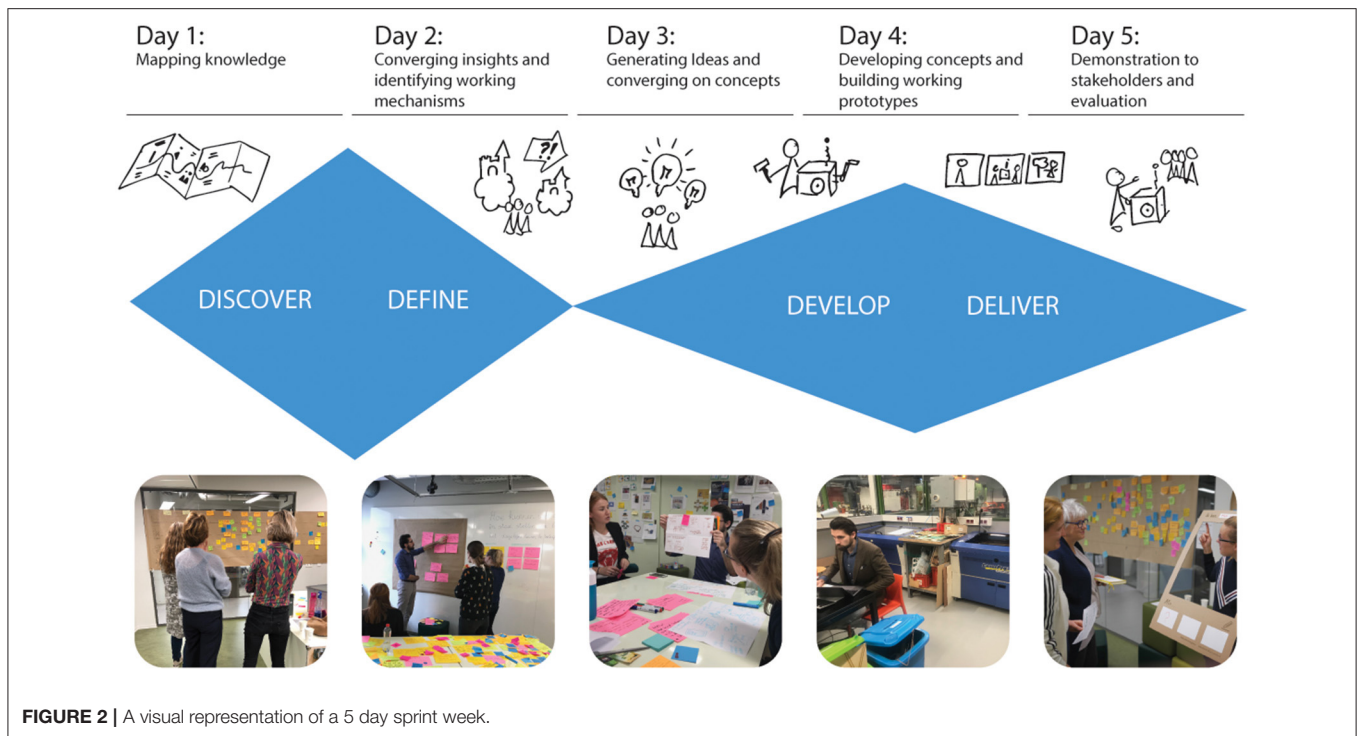 Day 1:
Mapping knowledge
Day 2:
Converging insights and
identifying working
mechanisms
Day 3:
Generating Ideas and
converging on concepts
Day 4:
Developing concepts and
building working
prototypes
Day 5:
Demonstration to
stakeholders and
evaluation
?!
DISCOVER
DEFINE
DEVELOP
DELIVER
FIGURE 2 | A visual representation of a 5 day sprint week.